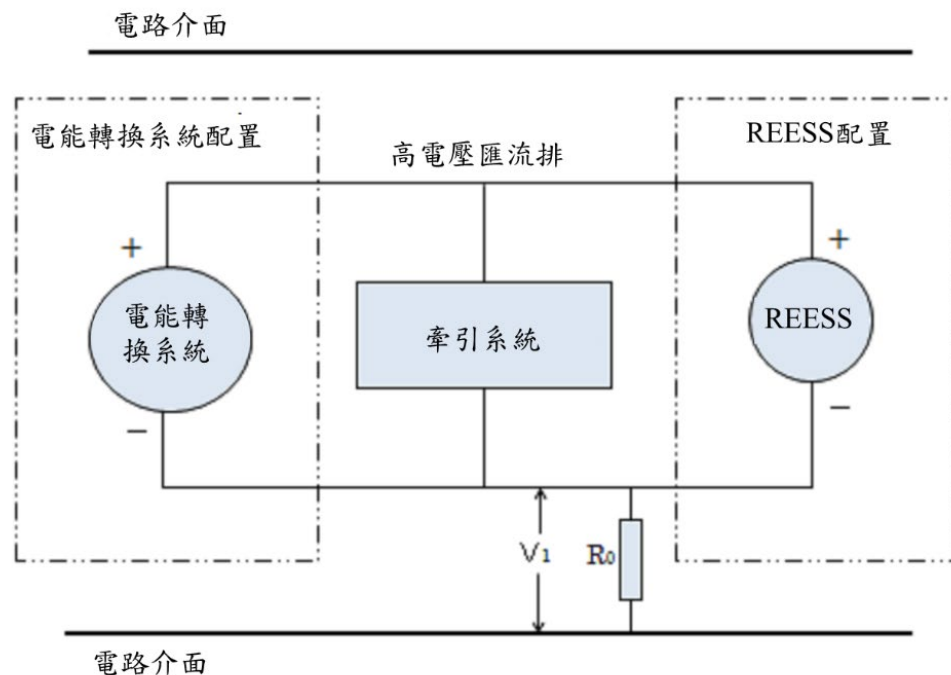 電路介面
電能轉換系統配置
REESS配置
高電壓匯流排
+
+
電能轉
換系統
牽引系統
REESS
−
−
V1
R0
電路介面